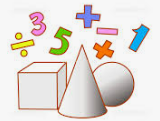 ÷ 3 5 + - × 1